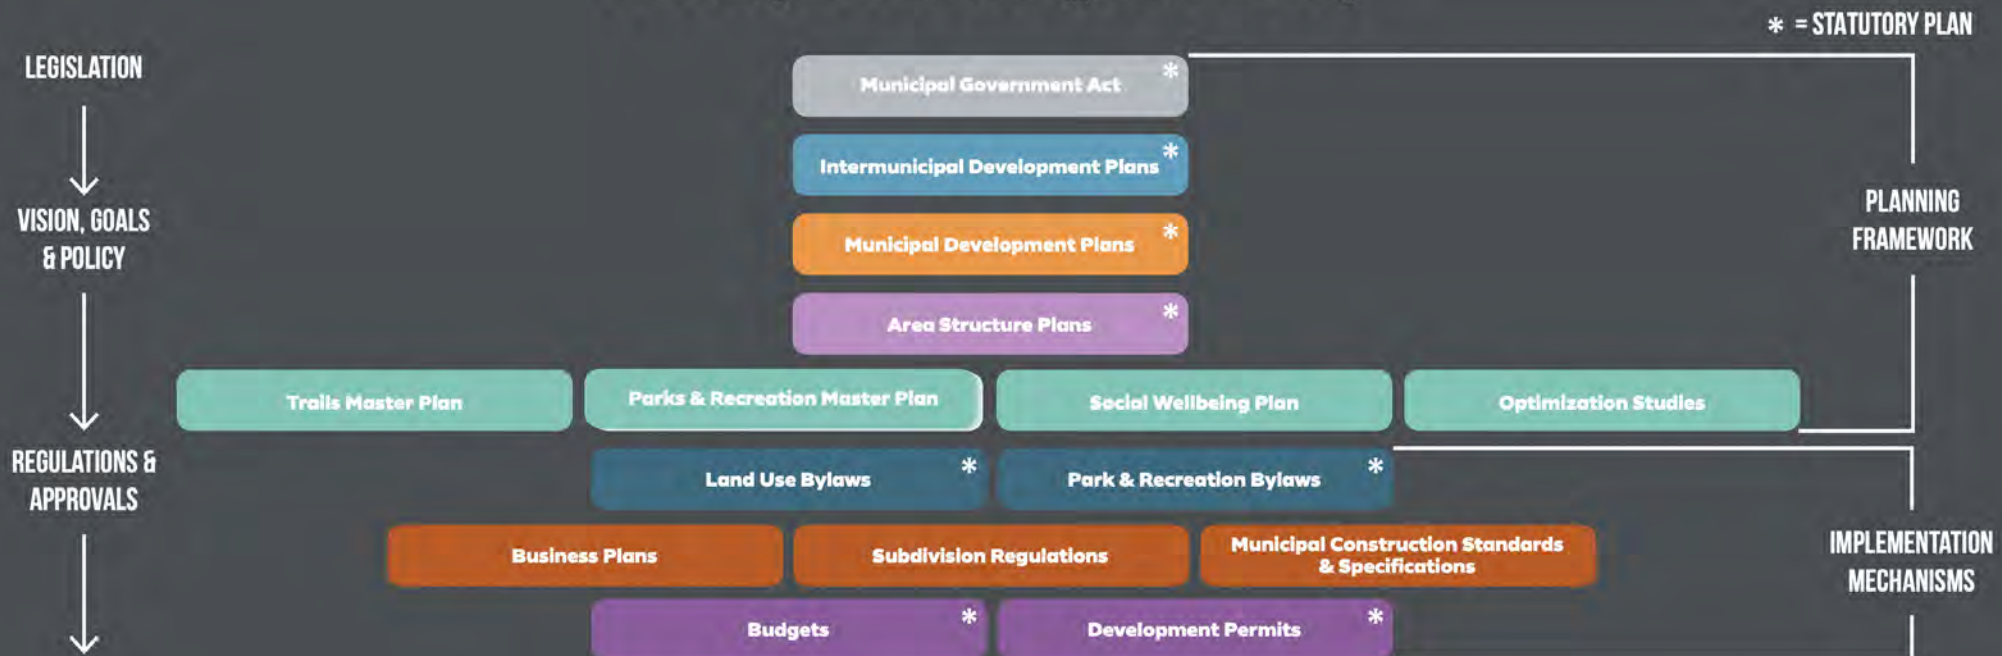 * = STATUTORY PLAN
LEGISLATION
Municipal Government Act *
Intermunicipal Development Plans *
VISION, GOALS
& POLICY
PLANNING
FRAMEWORK
Municipal Development Plans *
Area Structure Plans *
Trails Master Plan
Parks & Recreation Master Plan
Social Wellbeing Plan
Optimization Studies
REGULATIONS &
APPROVALS
Land Use Bylaws *
Park & Recreation Bylaws *
Business Plans
Subdivision Regulations
Municipal Construction Standards
& Specifications
IMPLEMENTATION
MECHANISMS
Budgets *
Development Permits *